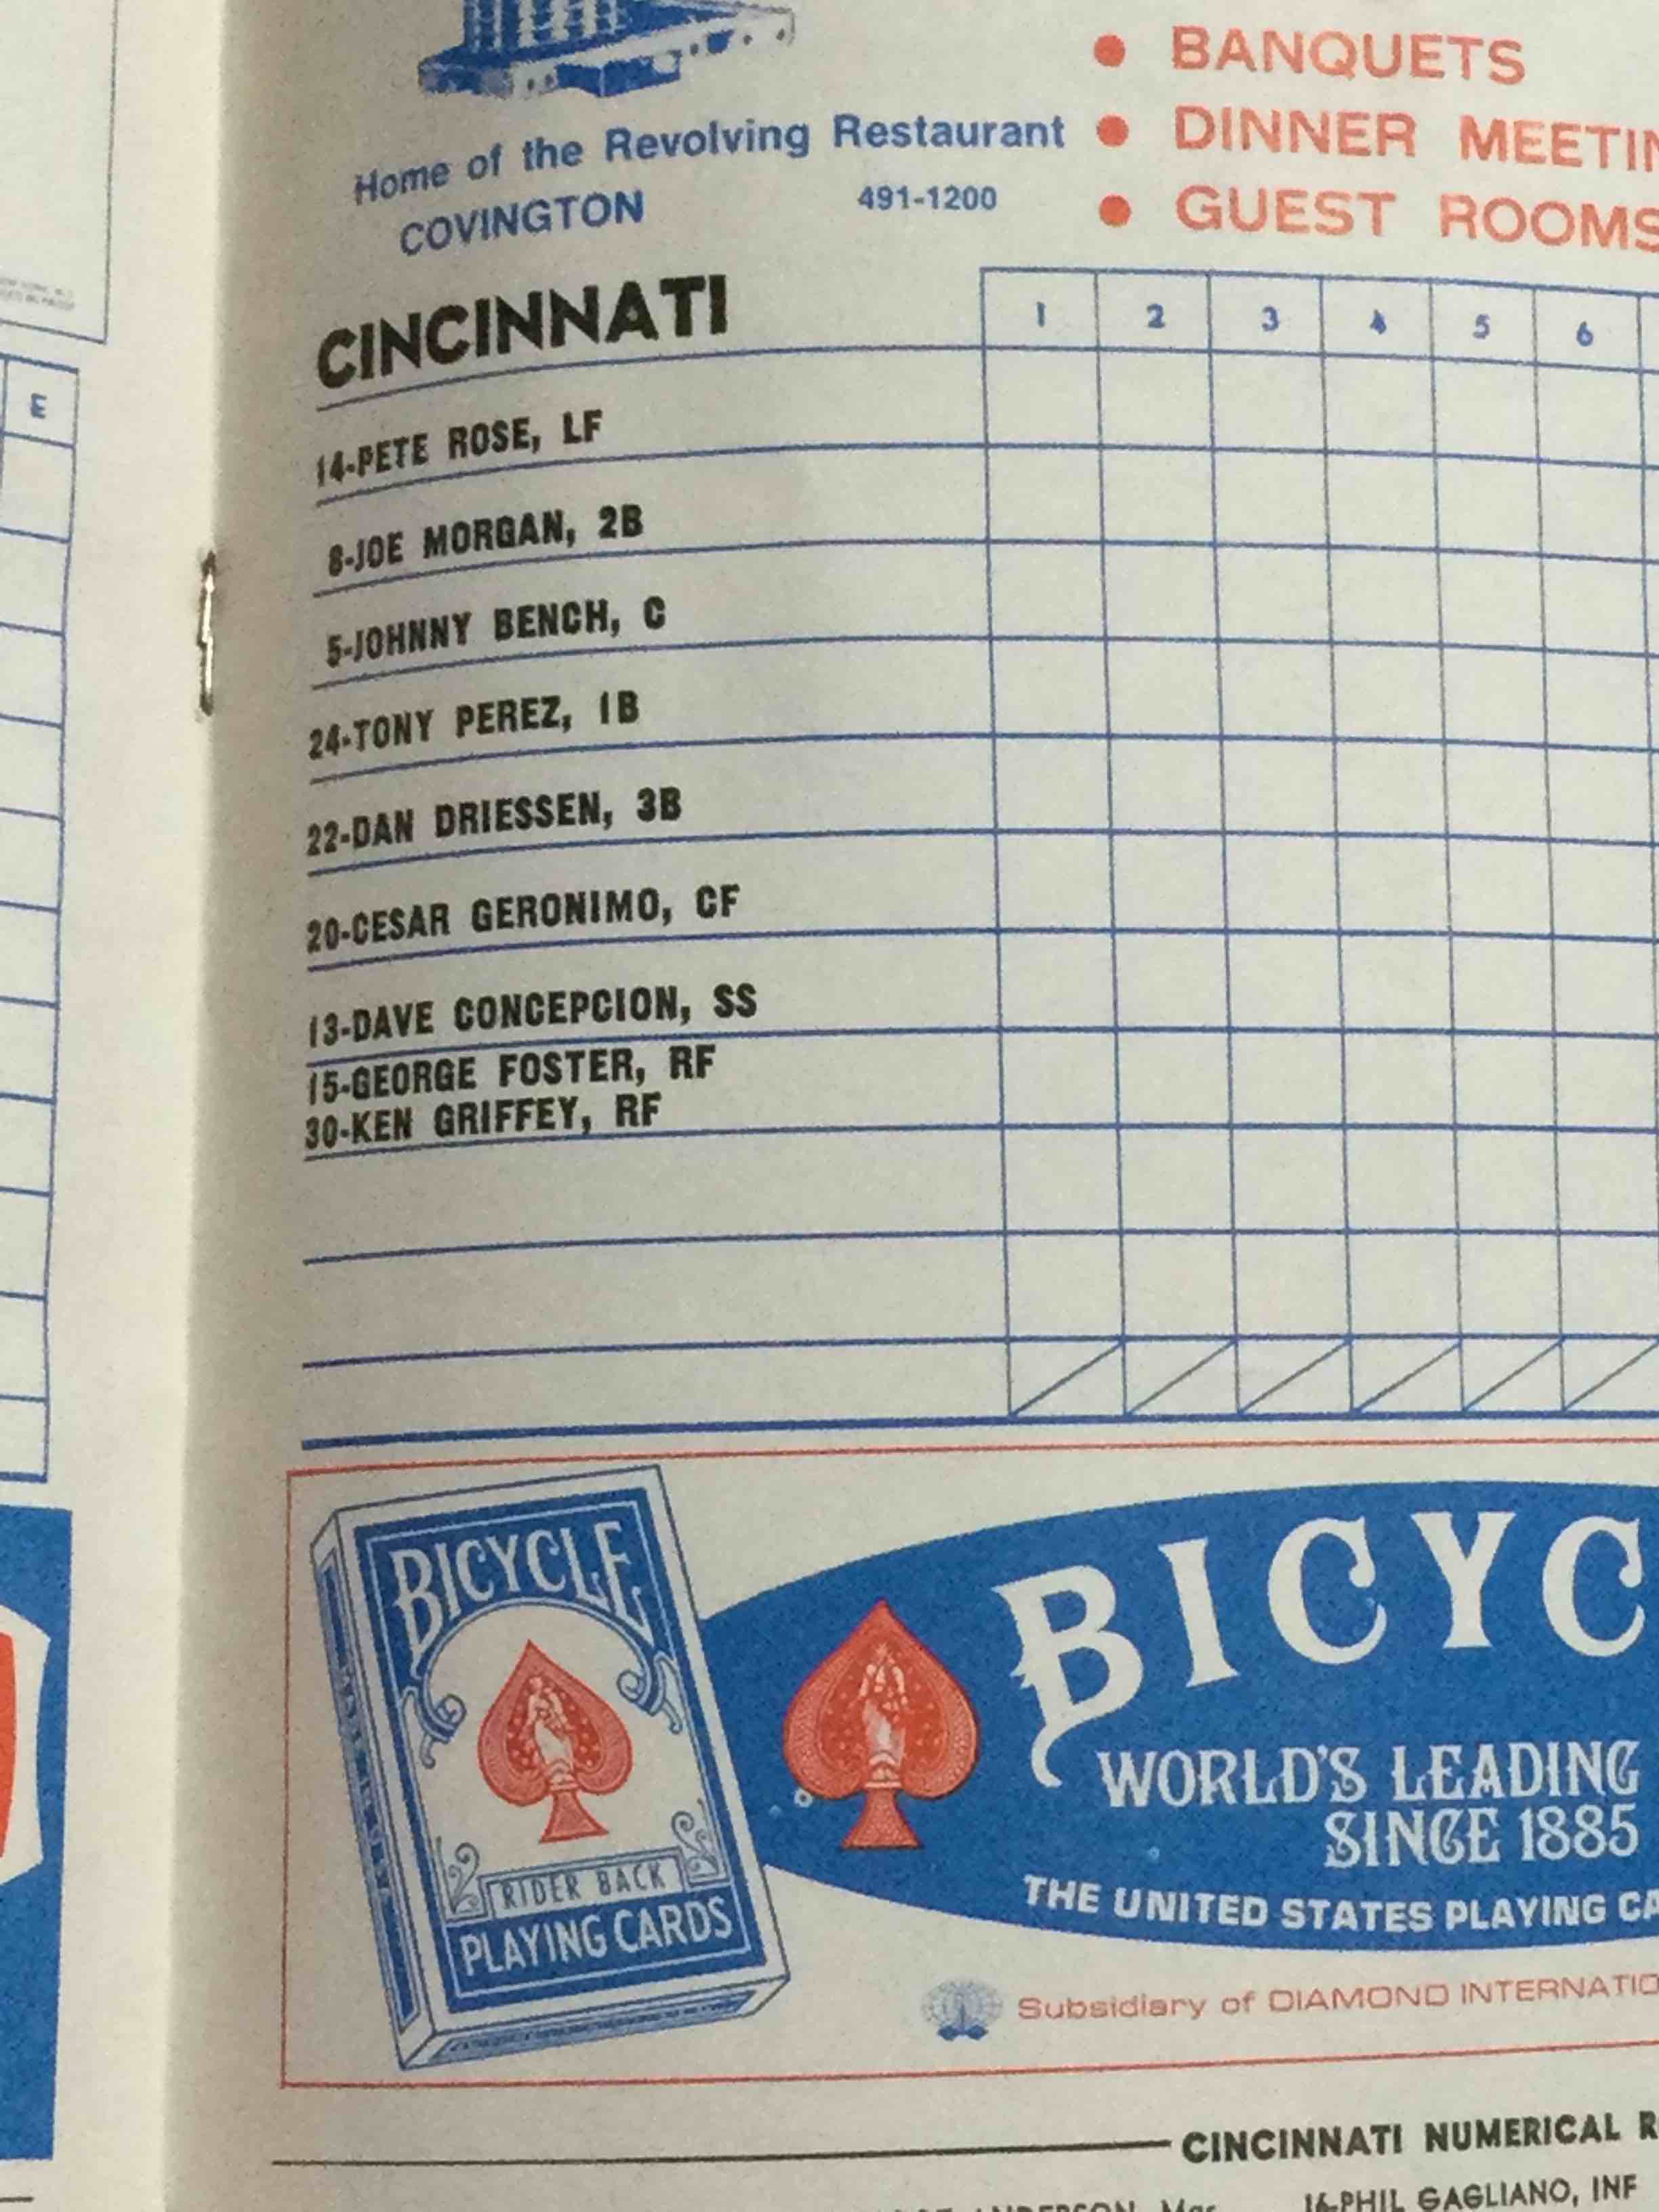 Home of the Revolving Restaurant
COVINGTON 491-1200
• BANQUETS
• DINNER MEETIN
• GUEST ROOMS
E
CINCINNATI 1 2 3 4 5 6
14-PETE ROSE, LF
8-JOE MORGAN, 2B
5-JOHNNY BENCH, C
24-TONY PEREZ, 1B
22-DAN DRIESSEN, 3B
20-CESAR GERONIMO, CF
13-DAVE CONCEPCION, SS
15-GEORGE FOSTER, RF
30-KEN GRIFFEY, RF
BICYCLE
RIDER BACK
PLAYING CARDS
BICYC
WORLD'S LEADING
SINCE 1885
THE UNITED STATES PLAYING CA
Subsidiary of DIAMOND INTERNATIO
CINCINNATI NUMERICAL R
ANDERSON, Mgr. 16-PHIL GAGLIANO, INF